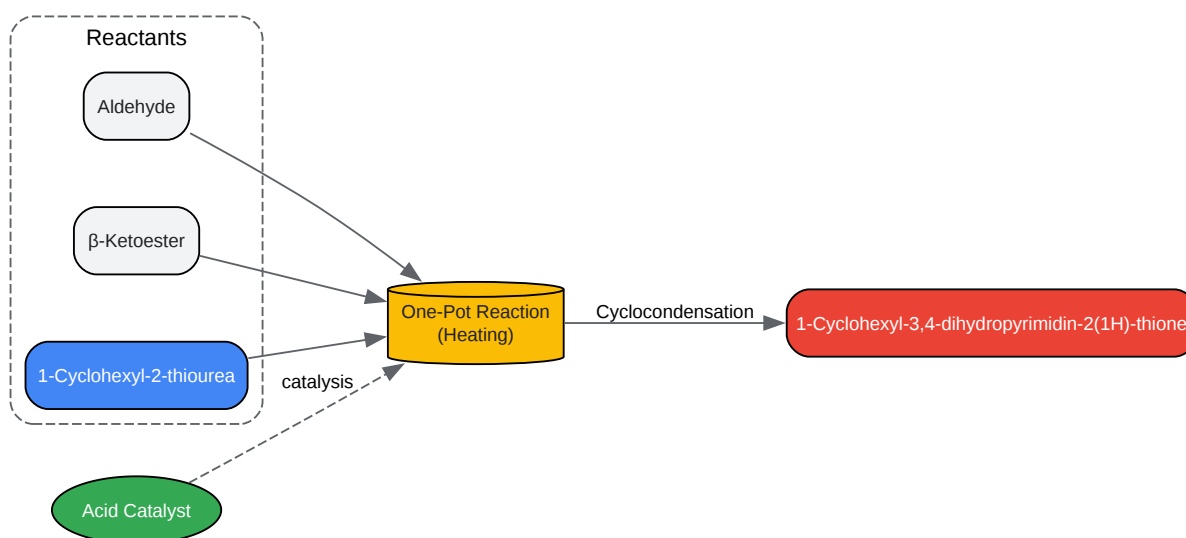 Reactants
Aldehyde
β-Ketoester
1-Cyclohexyl-2-thiourea
Acid Catalyst
catalysis
One-Pot Reaction
(Heating)
Cyclocondensation
1-Cyclohexyl-3,4-dihydropyrimidin-2(1H)-thione